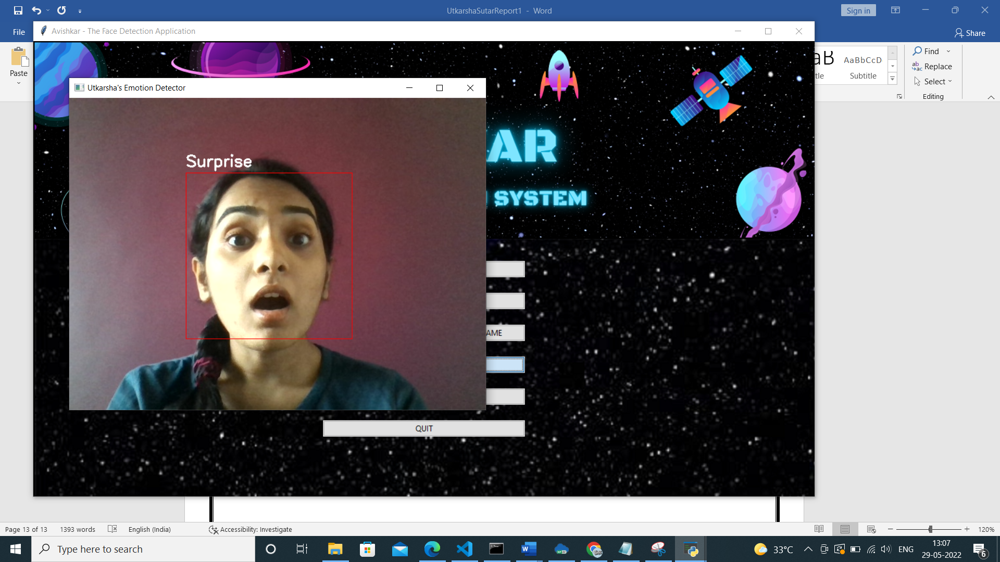 UtkarshaSutarReport1 - Word
Sign in
File
Share
Avishkar - The Face Detection Application
Paste
Find
Replace
Select
Editing
AaBbCcD
Subtitle
Utkarsha's Emotion Detector
Surprise
AR
SYSTEM
AME
QUIT
Page 13 of 13
1393 words
English (India)
Accessibility: Investigate
120%
Type here to search
33°C
ENG
13:07
29-05-2022
6